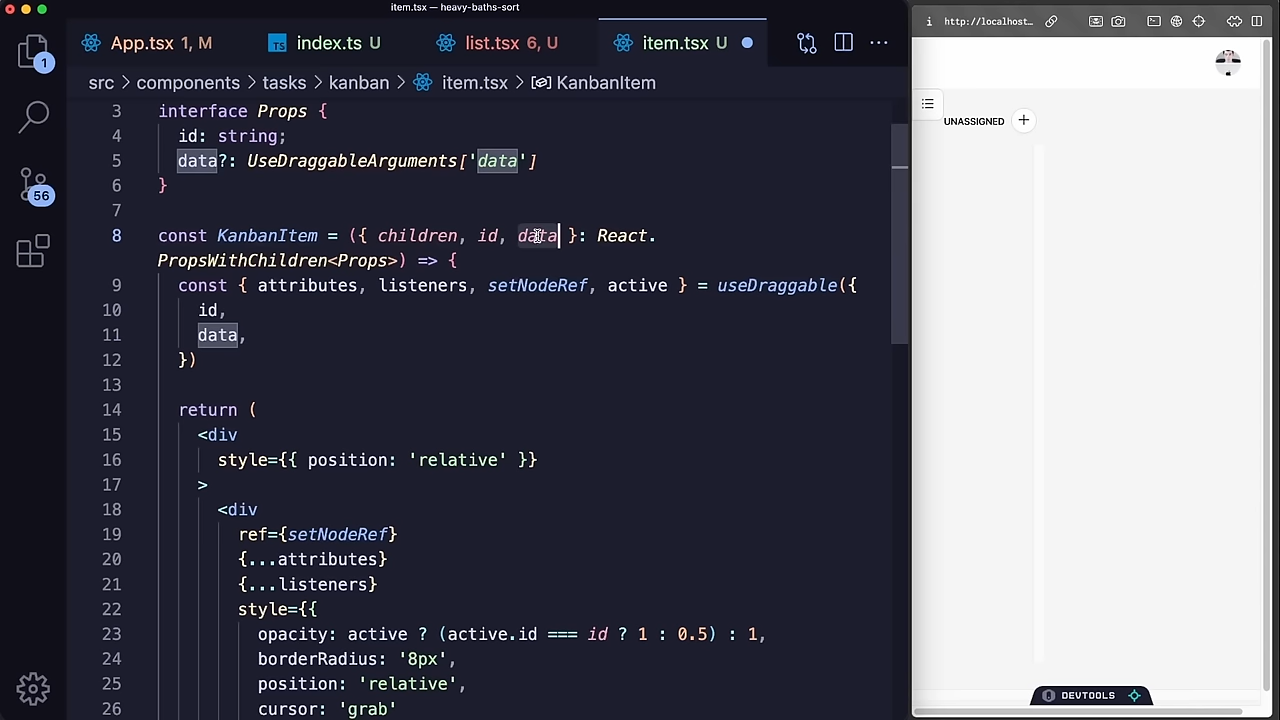 item.tsx — heavy-baths-sort
App.tsx 1, M
index.ts U
list.tsx 6, U
item.tsx U
src > components > tasks > kanban > item.tsx > KanbanItem
3 interface Props {
4 id: string;
5 data?: UseDraggableArguments['data']
6 }
7
8 const KanbanItem = ({ children, id, data }: React.
PropsWithChildren<Props>) => {
9 const { attributes, listeners, setNodeRef, active } = useDraggable({
10 id,
11 data,
12 })
13
14 return (
15 <div
16 style={{ position: 'relative' }}
17 >
18 <div
19 ref={setNodeRef}
20 {...attributes}
21 {...listeners}
22 style={{
23 opacity: active ? (active.id === id ? 1 : 0.5) : 1,
24 borderRadius: '8px',
25 position: 'relative',
26 cursor: 'grab'
1
56
http://localhost…
UNASSIGNED
DEVTOOLS